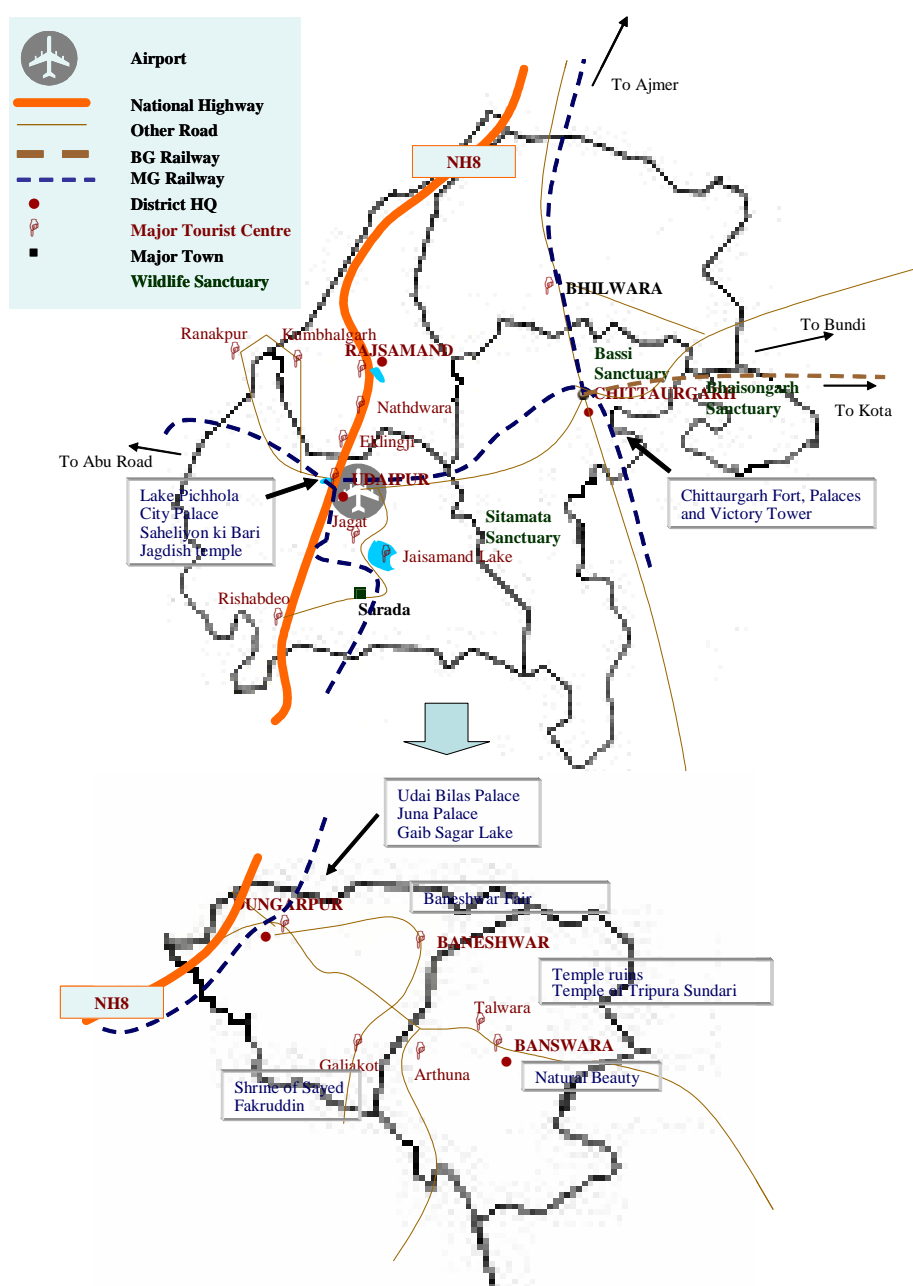 Airport
National Highway
Other Road
BG Railway
MG Railway
District HQ
Major Tourist Centre
Major Town
Wildlife Sanctuary
To Ajmer
NH8
BHILWARA
To Bundi
Ranakpur
Kumbhalgarh
RAJSAMAND
Bassi
Sanctuary
CHITTAURGARH
Bhaisongarh
Sanctuary
To Kota
Nathdwara
Eklingji
To Abu Road
UDAIPUR
Lake Pichhola
City Palace
Saheliyon ki Bari
Jagdish temple
Chittaurgarh Fort, Palaces
and Victory Tower
Jagat
Sitamata
Sanctuary
Jaisamand Lake
Rishabdeo
Sarada
Udai Bilas Palace
Juna Palace
Gaib Sagar Lake
Baneshwar Fair
DUNGARPUR
BANESHWAR
Temple ruins
Temple of Tripura Sundari
NH8
Talwara
BANSWARA
Galiakot
Arthuna
Natural Beauty
Shrine of Sayed
Fakruddin